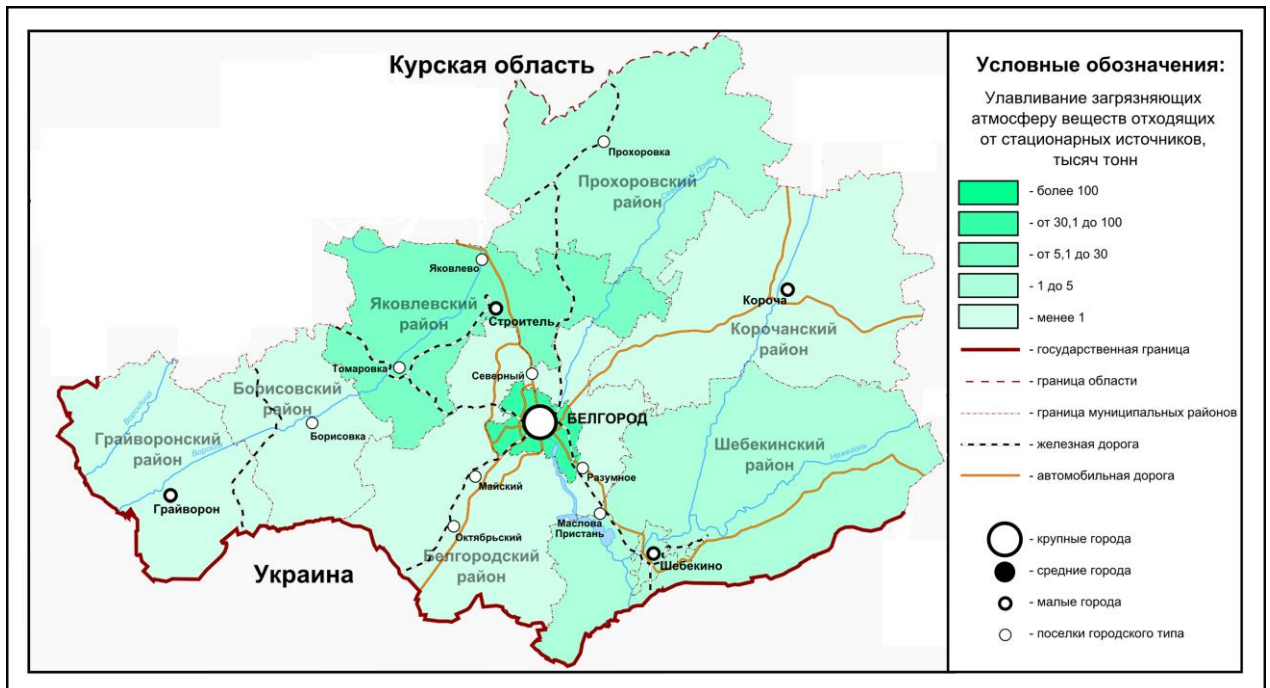 Курская область
Прохоровка
Прохоровский
район
Северский Донец
Яковлево
Яковлевский
район
Строитель
Короча
Корочанский
район
Томаровка
Северный
Борисовский
район
Борисовка
БЕЛГОРОД
Ворскла
Грайворонский
район
Грайворон
Шебекинский
район
Нежеголь
Разумное
Майский
Маслова
Пристань
Октябрьский
Белгородский
район
Шебекино
Украина
Условные обозначения:
Улавливание загрязняющих
атмосферу веществ отходящих
от стационарных источников,
тысяч тонн
- более 100
- от 30,1 до 100
- от 5,1 до 30
- 1 до 5
- менее 1
- государственная граница
- граница области
- граница муниципальных районов
- железная дорога
- автомобильная дорога
- крупные города
- средние города
- малые города
- поселки городского типа